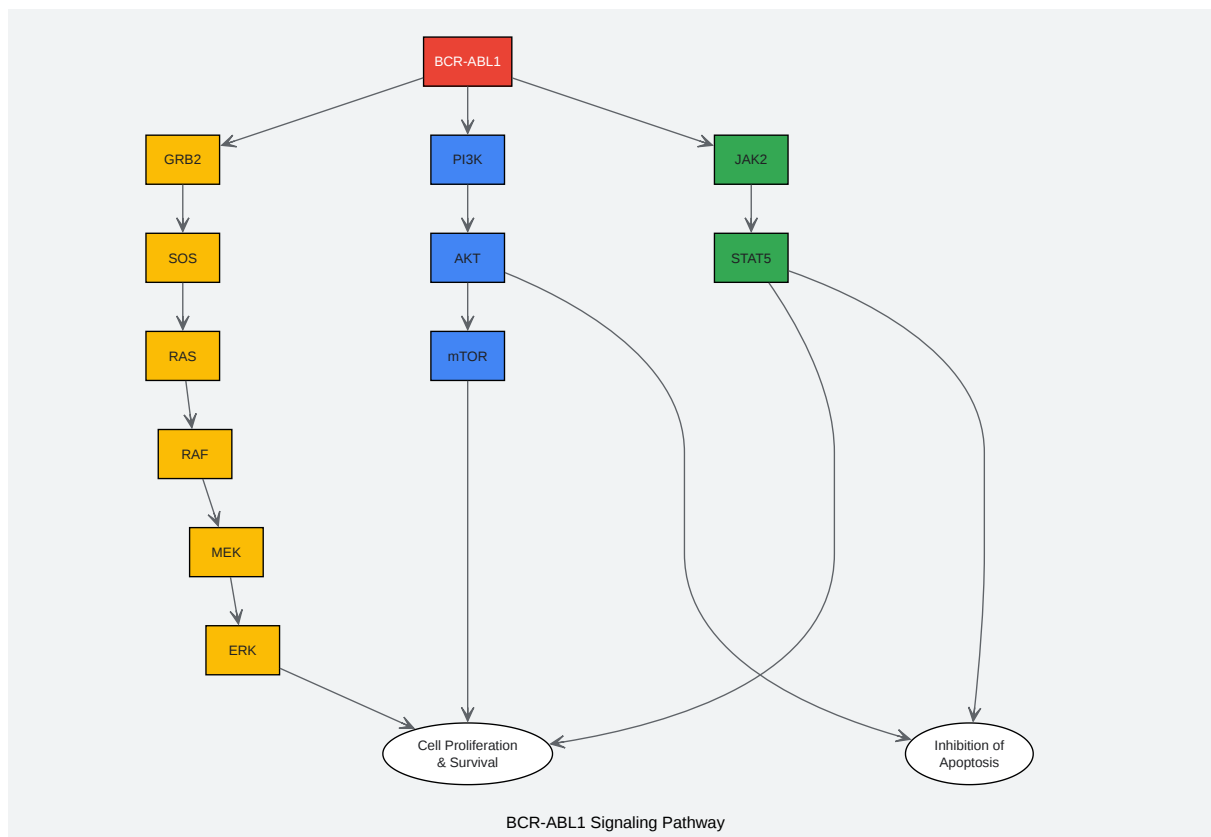 BCR-ABL1
GRB2
PI3K
JAK2
SOS
AKT
STAT5
RAS
mTOR
RAF
MEK
ERK
Cell Proliferation
& Survival
Inhibition of
Apoptosis
BCR-ABL1 Signaling Pathway